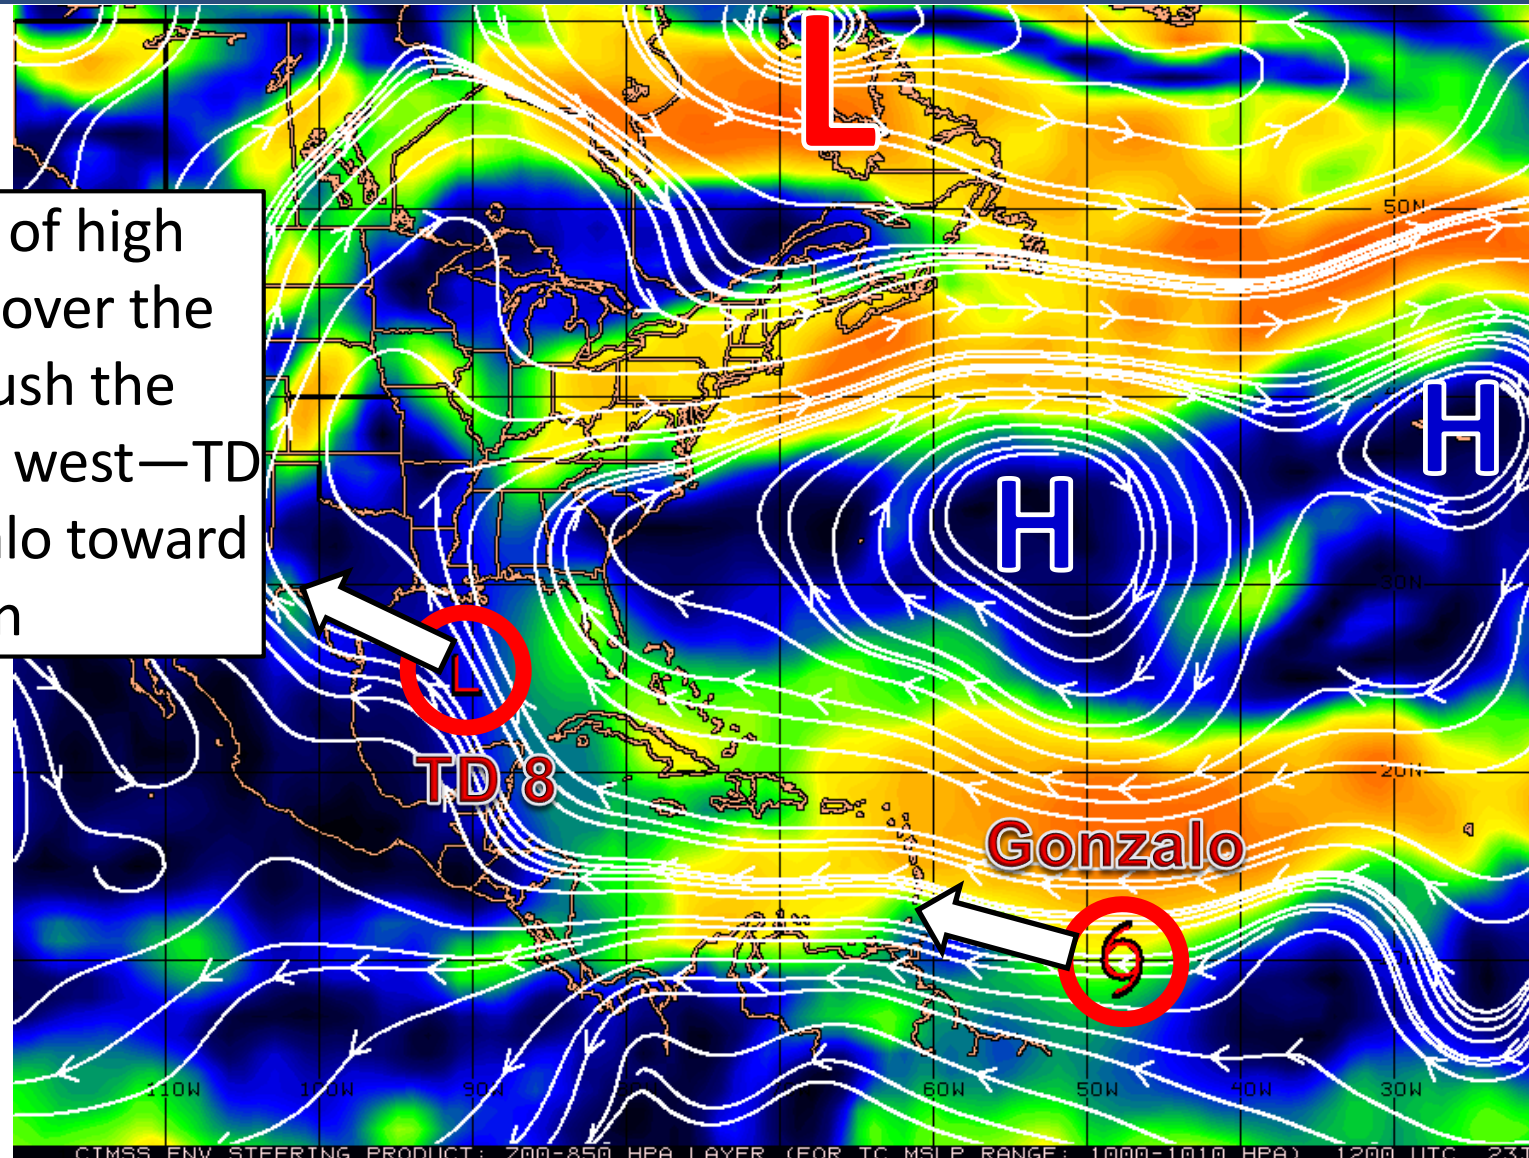 L
50N
of high
over the
ush the
west—TD
alo toward
n
H
H
30N
L
TD 8
20N
Gonzalo
110W 100W 90W 60W 50W 40W 30W
CIMSS ENV STEERING PRODUCT: 700-850 HPA LAYER (FOR TC MSLP RANGE: 1000-1010 HPA) 1200 UTC